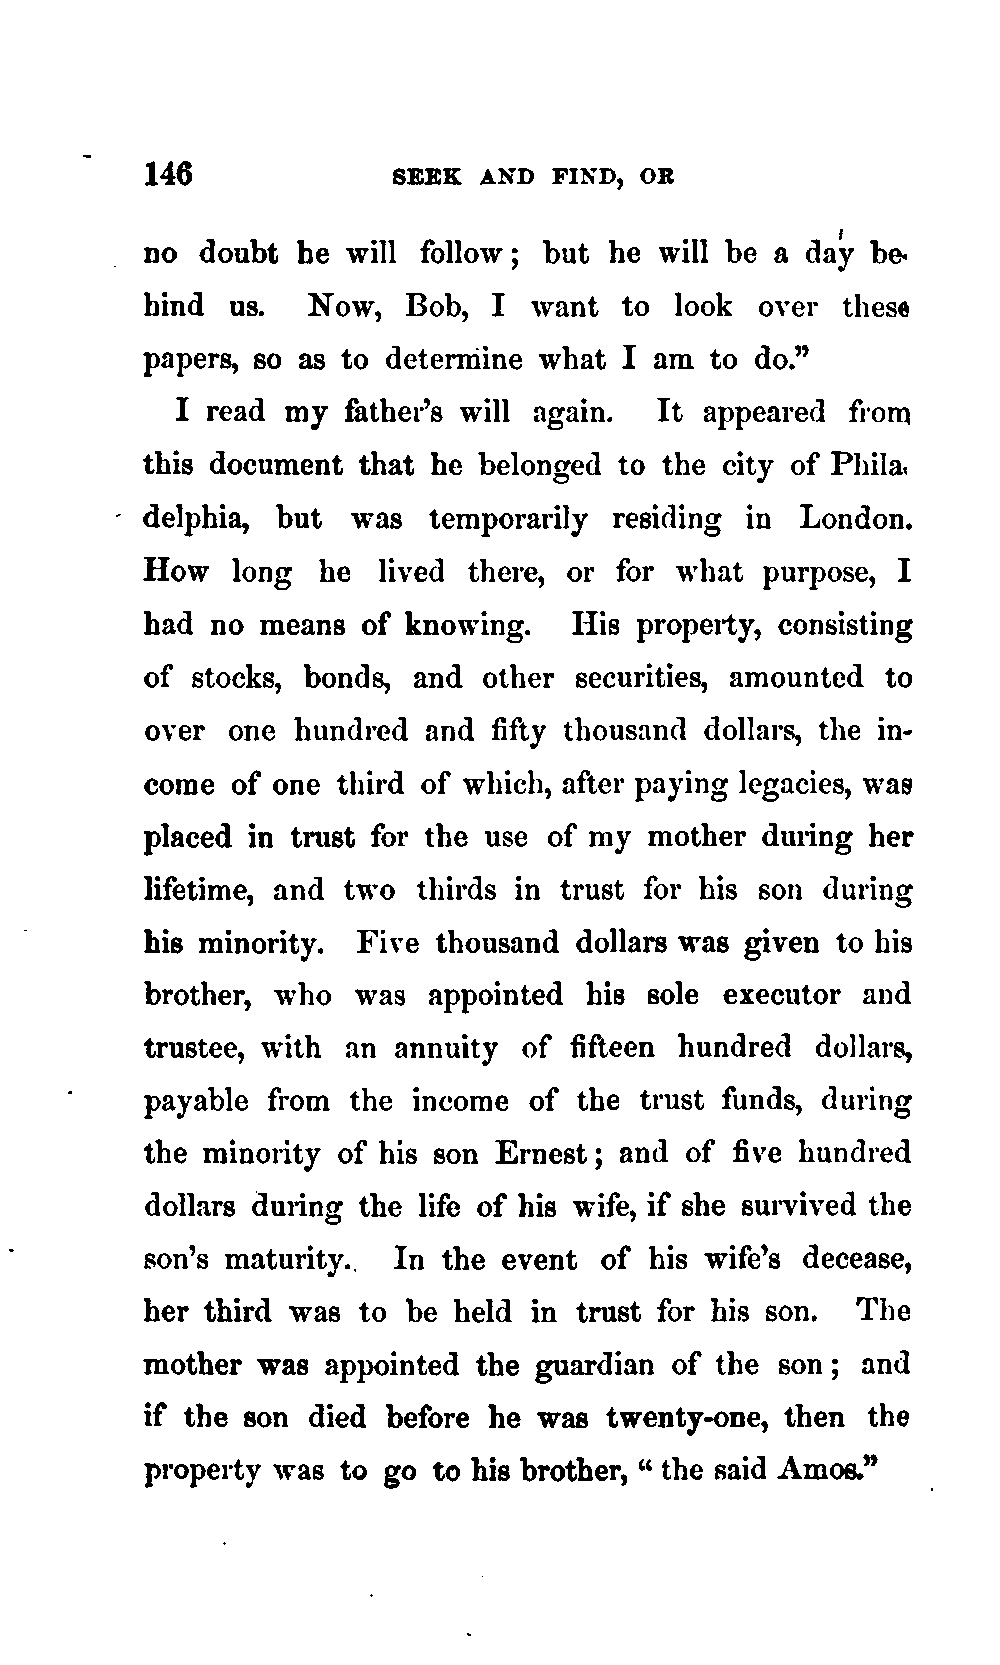 146 SEEK AND FIND, OR
no doubt he will follow; but he will be a day be-
hind us. Now, Bob, I want to look over these
papers, so as to determine what I am to do.”
I read my father’s will again. It appeared from
this document that he belonged to the city of Phila-
delphia, but was temporarily residing in London.
How long he lived there, or for what purpose, I
had no means of knowing. His property, consisting
of stocks, bonds, and other securities, amounted to
over one hundred and fifty thousand dollars, the in-
come of one third of which, after paying legacies, was
placed in trust for the use of my mother during her
lifetime, and two thirds in trust for his son during
his minority. Five thousand dollars was given to his
brother, who was appointed his sole executor and
trustee, with an annuity of fifteen hundred dollars,
payable from the income of the trust funds, during
the minority of his son Ernest; and of five hundred
dollars during the life of his wife, if she survived the
son’s maturity. In the event of his wife’s decease,
her third was to be held in trust for his son. The
mother was appointed the guardian of the son; and
if the son died before he was twenty-one, then the
property was to go to his brother, “the said Amos.”